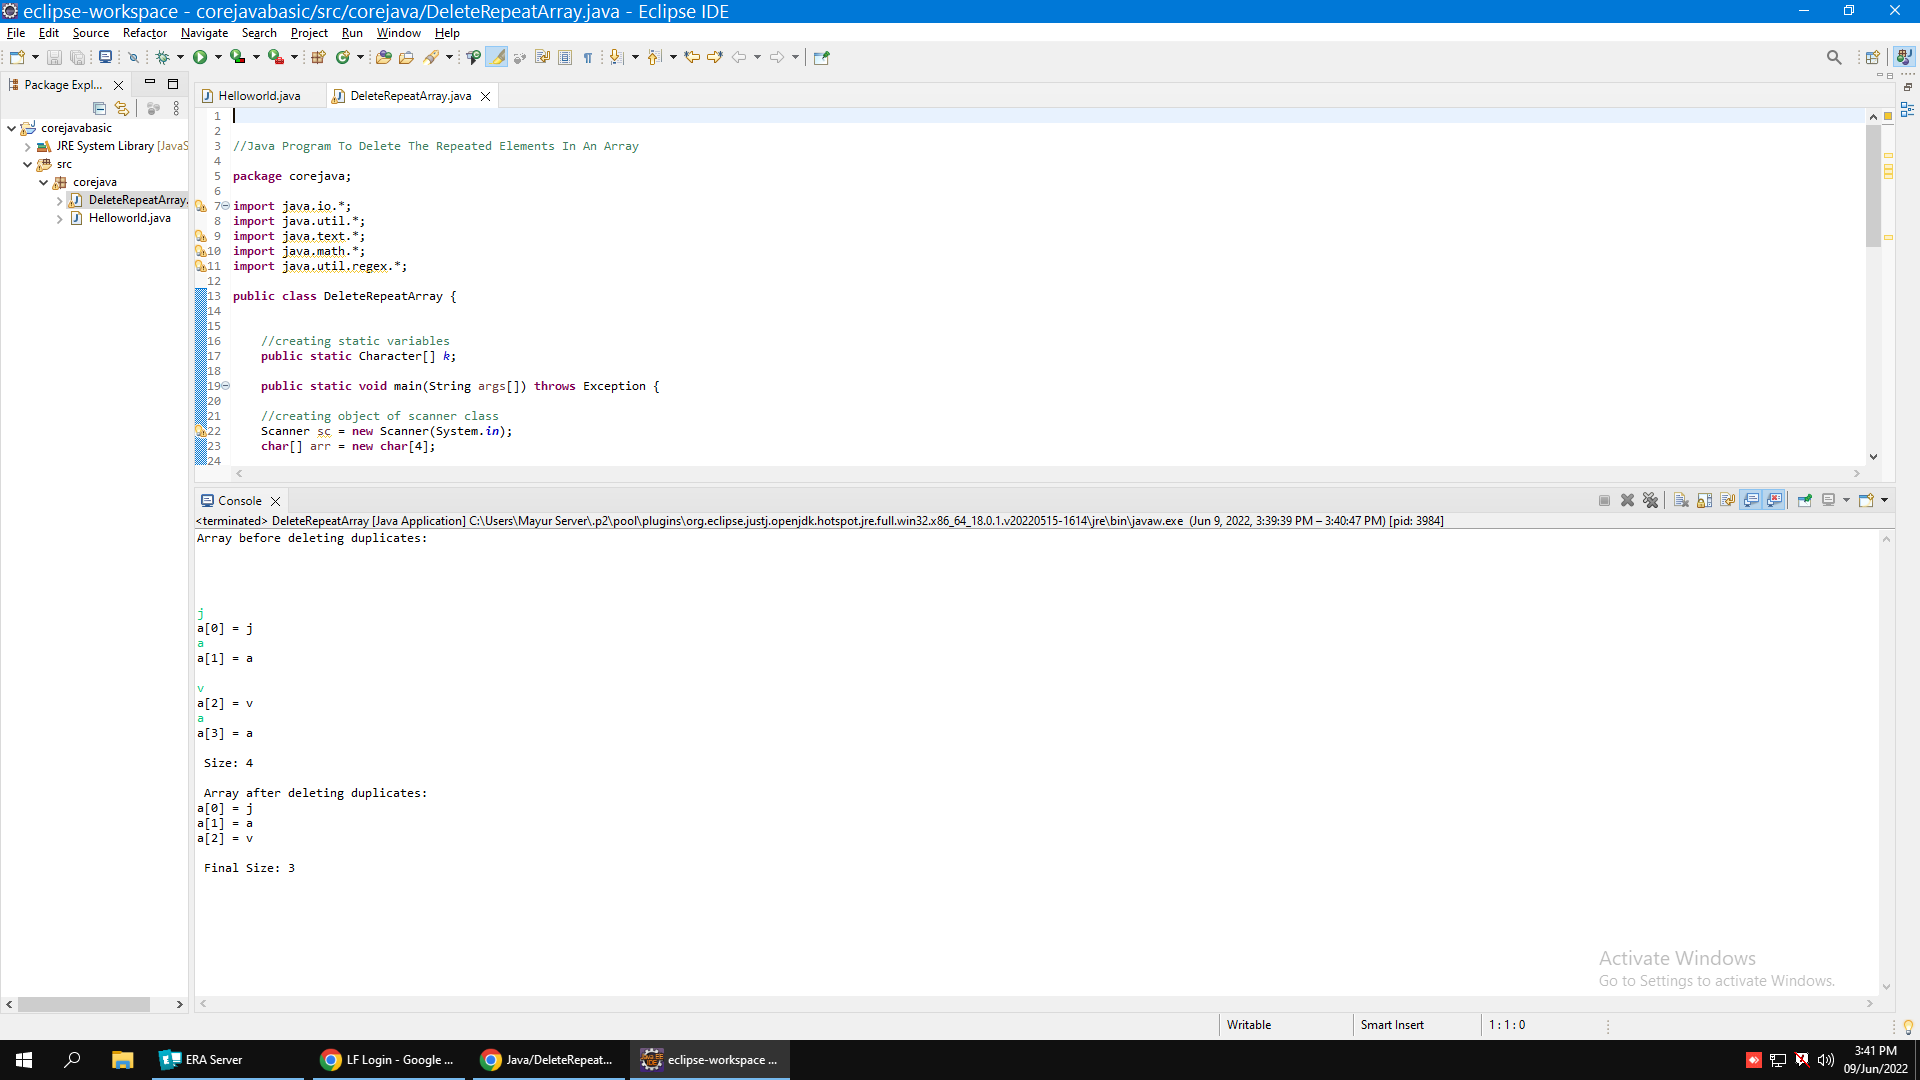 eclipse-workspace - corejavabasic/src/corejava/DeleteRepeatArray.java - Eclipse IDE
File Edit Source Refactor Navigate Search Project Run Window Help
Package Expl...
Helloworld.java DeleteRepeatArray.java
corejavabasic
JRE System Library [JavaS
src
corejava
DeleteRepeatArray.
Helloworld.java
1
2
3 //Java Program To Delete The Repeated Elements In An Array
4
5 package corejava;
6
7 import java.io.*;
8 import java.util.*;
9 import java.text.*;
10 import java.math.*;
11 import java.util.regex.*;
12
13 public class DeleteRepeatArray {
14
15
16 //creating static variables
17 public static Character[] k;
18
19 public static void main(String args[]) throws Exception {
20
21 //creating object of scanner class
22 Scanner sc = new Scanner(System.in);
23 char[] arr = new char[4];
24
Console
<terminated> DeleteRepeatArray [Java Application] C:\Users\Mayur Server\.p2\pool\plugins\org.eclipse.justj.openjdk.hotspot.jre.full.win32.x86_64_18.0.1.v20220515-1614\jre\bin\javaw.exe (Jun 9, 2022, 3:39:39 PM – 3:40:47 PM) [pid: 3984]
Array before deleting duplicates:
j
a[0] = j
a
a[1] = a
v
a[2] = v
a
a[3] = a
Size: 4
Array after deleting duplicates:
a[0] = j
a[1] = a
a[2] = v
Final Size: 3
Activate Windows
Go to Settings to activate Windows.
Writable Smart Insert 1 : 1 : 0
ERA Server LF Login - Google ... Java/DeleteRepeat... eclipse-workspace ...
3:41 PM
09/Jun/2022